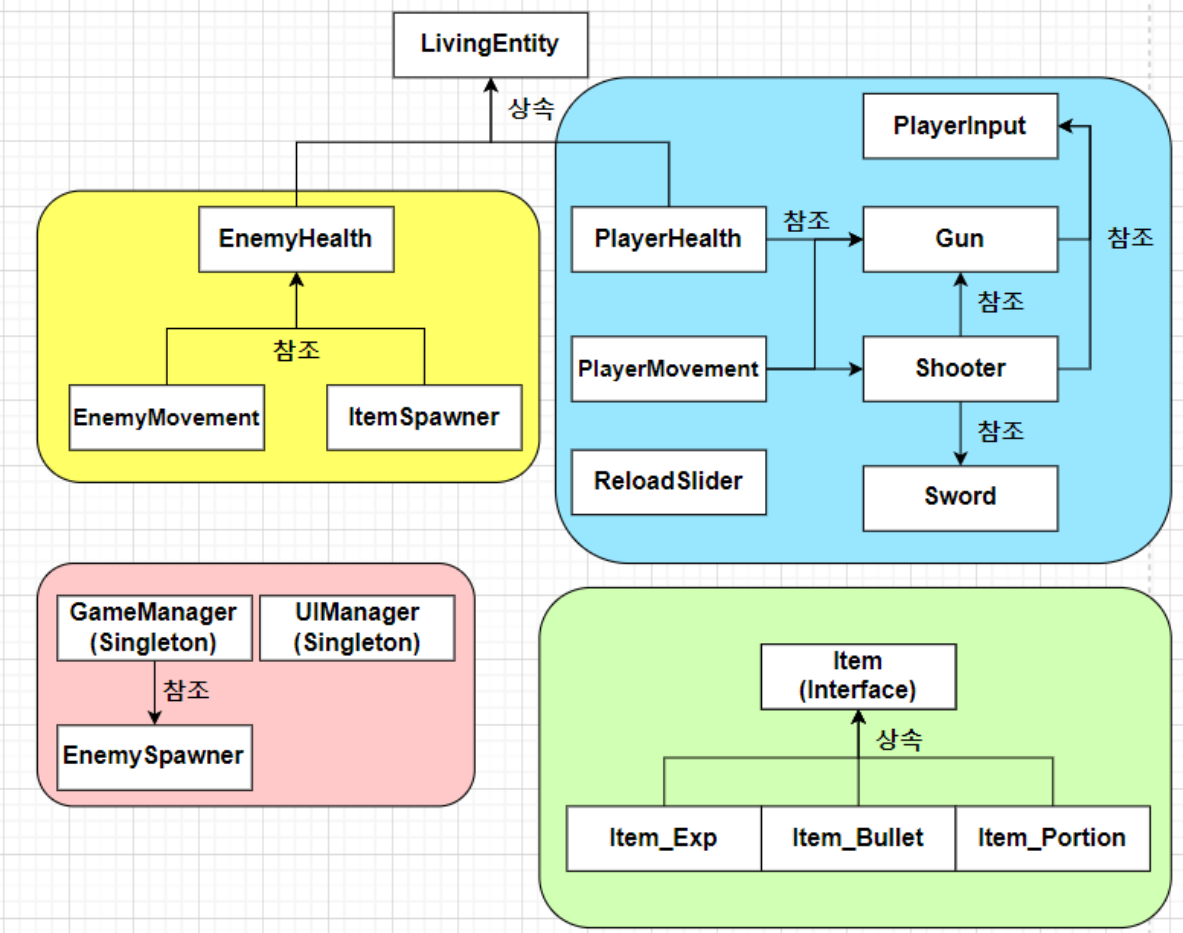 LivingEntity
상속
PlayerInput
EnemyHealth
PlayerHealth
참조
Gun
참조
참조
참조
PlayerMovement
Shooter
EnemyMovement
ItemSpawner
참조
ReloadSlider
Sword
GameManager
(Singleton)
UIManager
(Singleton)
참조
EnemySpawner
Item
(Interface)
상속
Item_Exp
Item_Bullet
Item_Portion